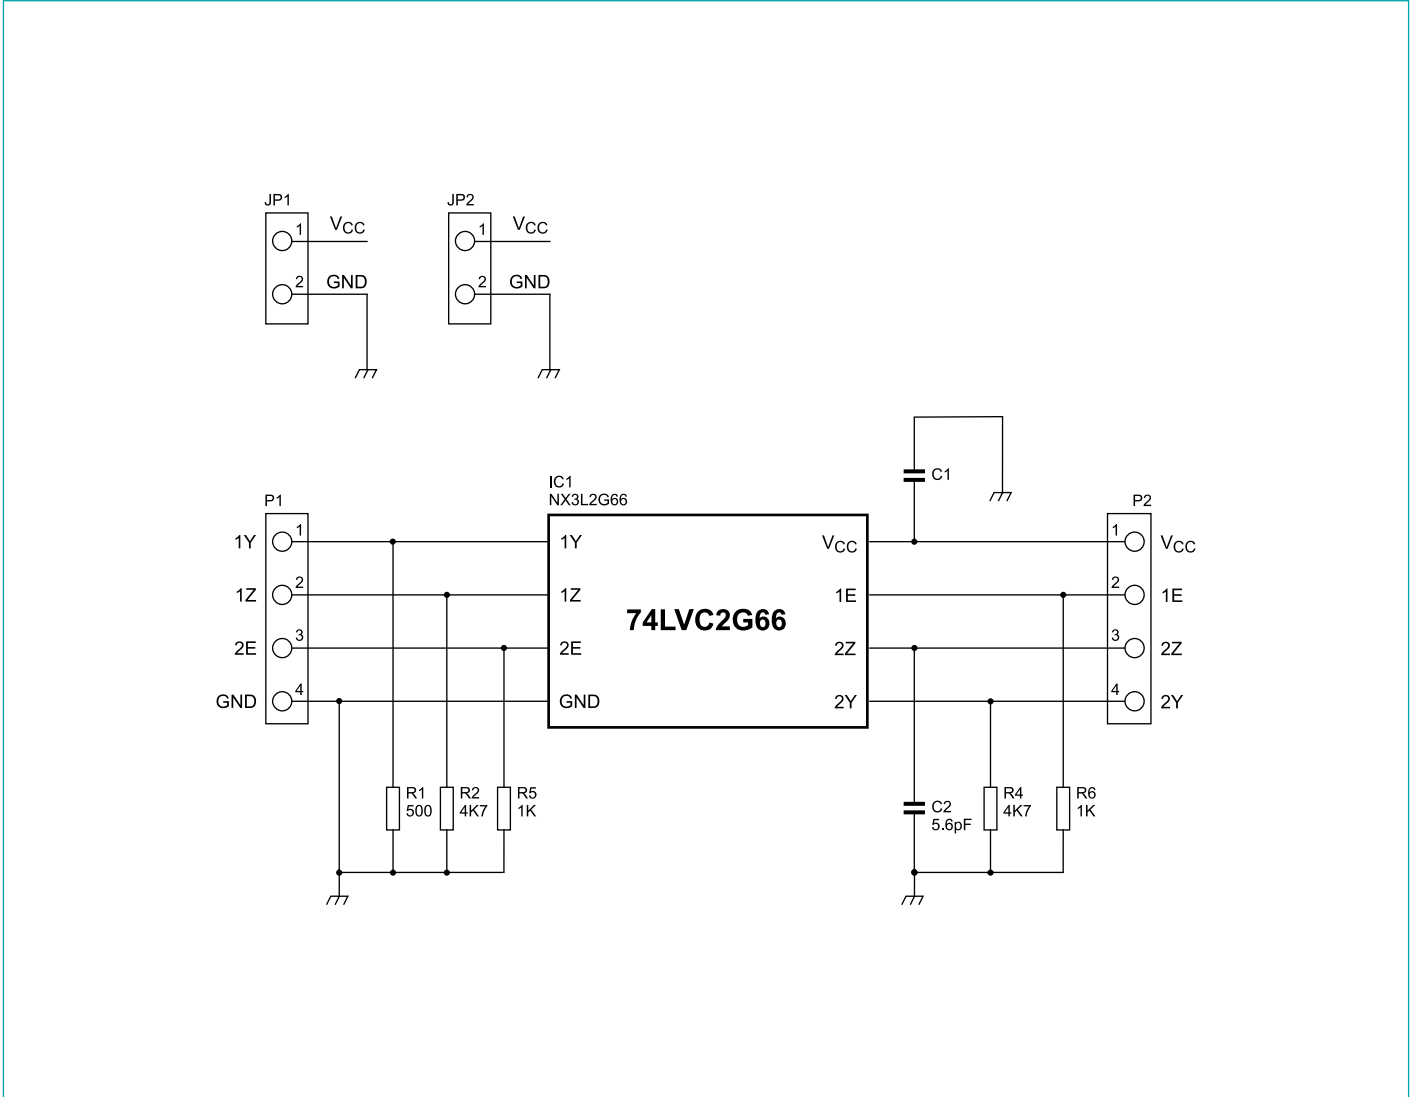 JP1
1
VCC
2
GND
JP2
1
VCC
2
GND
C1
IC1
NX3L2G66
P1
P2
1Y
1
1Y
VCC
1
VCC
1Z
2
1Z
1E
2
1E
74LVC2G66
2E
3
2E
2Z
3
2Z
GND
4
GND
2Y
4
2Y
R1
500
R2
4K7
R5
1K
C2
5.6pF
R4
4K7
R6
1K